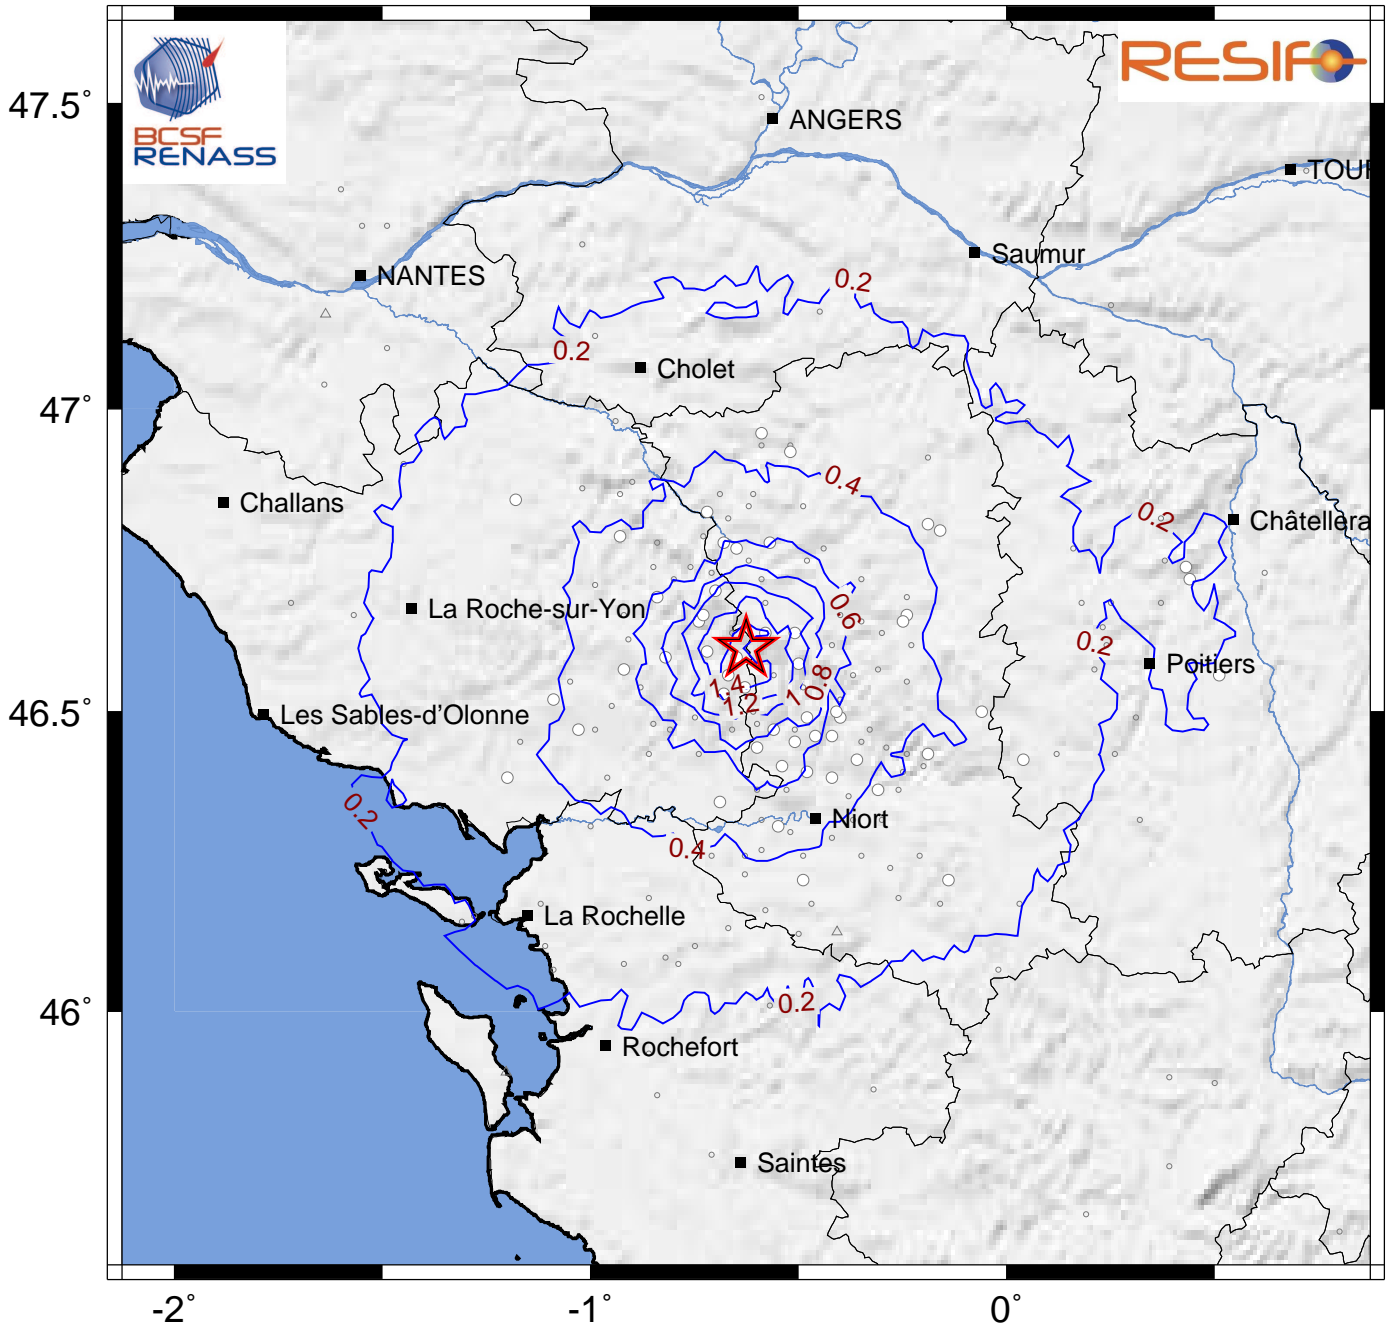 BCSF
RENASS
RESIF
47.5°
47°
46.5°
46°
-2°
-1°
0°
ANGERS
TOUR
Saumur
NANTES
0.2
0.2
Cholet
0.4
Challans
0.2
Châtellera
La Roche-sur-Yon
0.6
0.2
Poitiers
0.8
1
1.4
1.2
Les Sables-d'Olonne
0.2
Niort
0.4
La Rochelle
0.2
Rochefort
Saintes